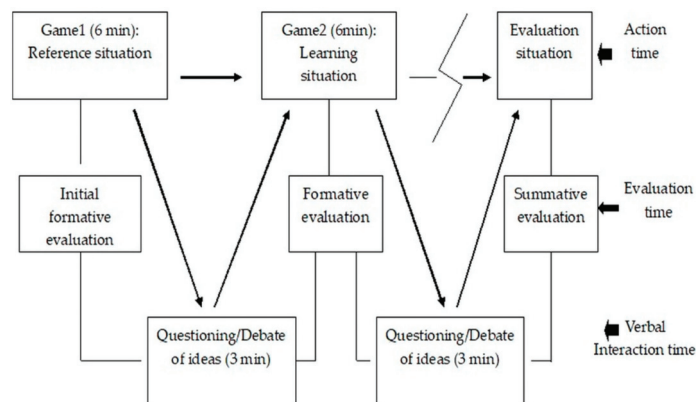 Game1 (6 min):
Reference situation
Game2 (6min):
Learning
situation
Evaluation
situation
Action
time
Initial
formative
evaluation
Formative
evaluation
Summative
evaluation
Evaluation
time
Questioning/Debate
of ideas (3 min)
Questioning/Debate
of ideas (3 min)
Verbal
Interaction time